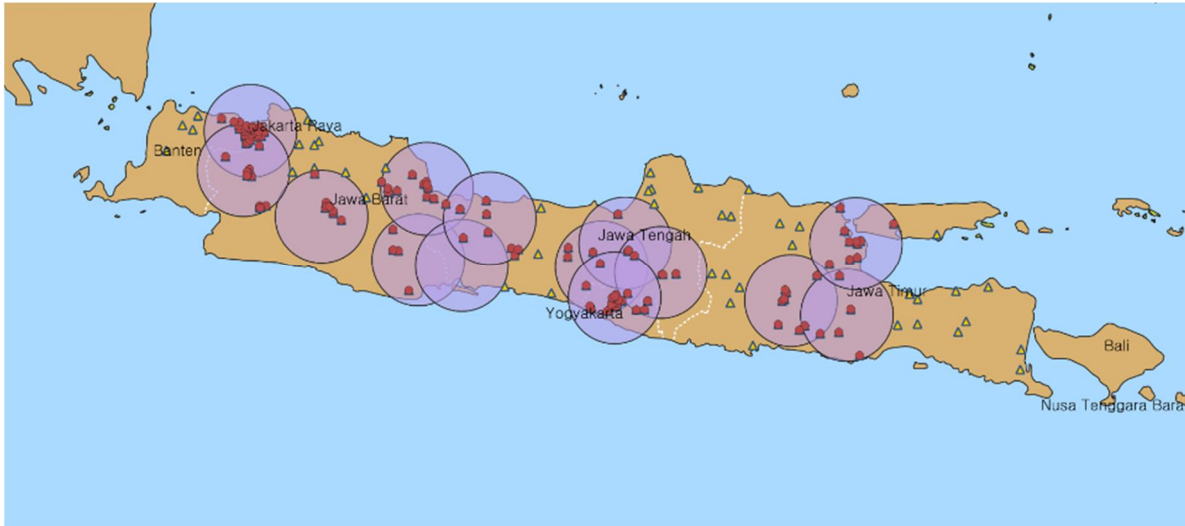 Jakarta Raya
Banten
Jawa Barat
Jawa Tengah
Jawa Timur
Yogyakarta
Bali
Nusa Tenggara Bara